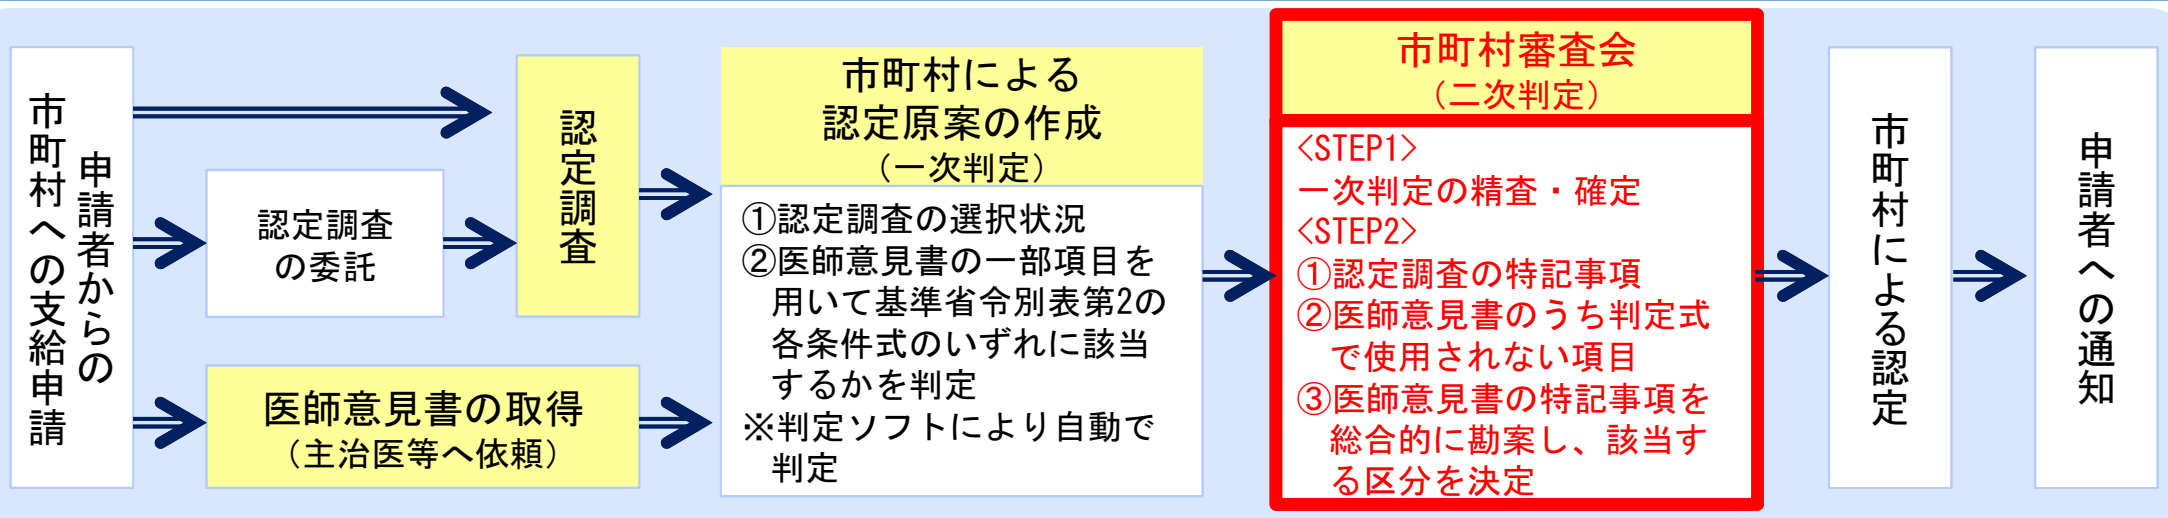 申請者からの
市町村への支給申請
認定調査
の委託
医師意見書の取得
（主治医等へ依頼）
認定調査
市町村による
認定原案の作成
（一次判定）
①認定調査の選択状況
②医師意見書の一部項目を
用いて基準省令別表第2の
各条件式のいずれに該当
するかを判定
※判定ソフトにより自動で
判定
市町村審査会
（二次判定）
<STEP1>
一次判定の精査・確定
<STEP2>
①認定調査の特記事項
②医師意見書のうち判定式
で使用されない項目
③医師意見書の特記事項を
総合的に勘案し、該当す
る区分を決定
市町村による認定
申請者への通知